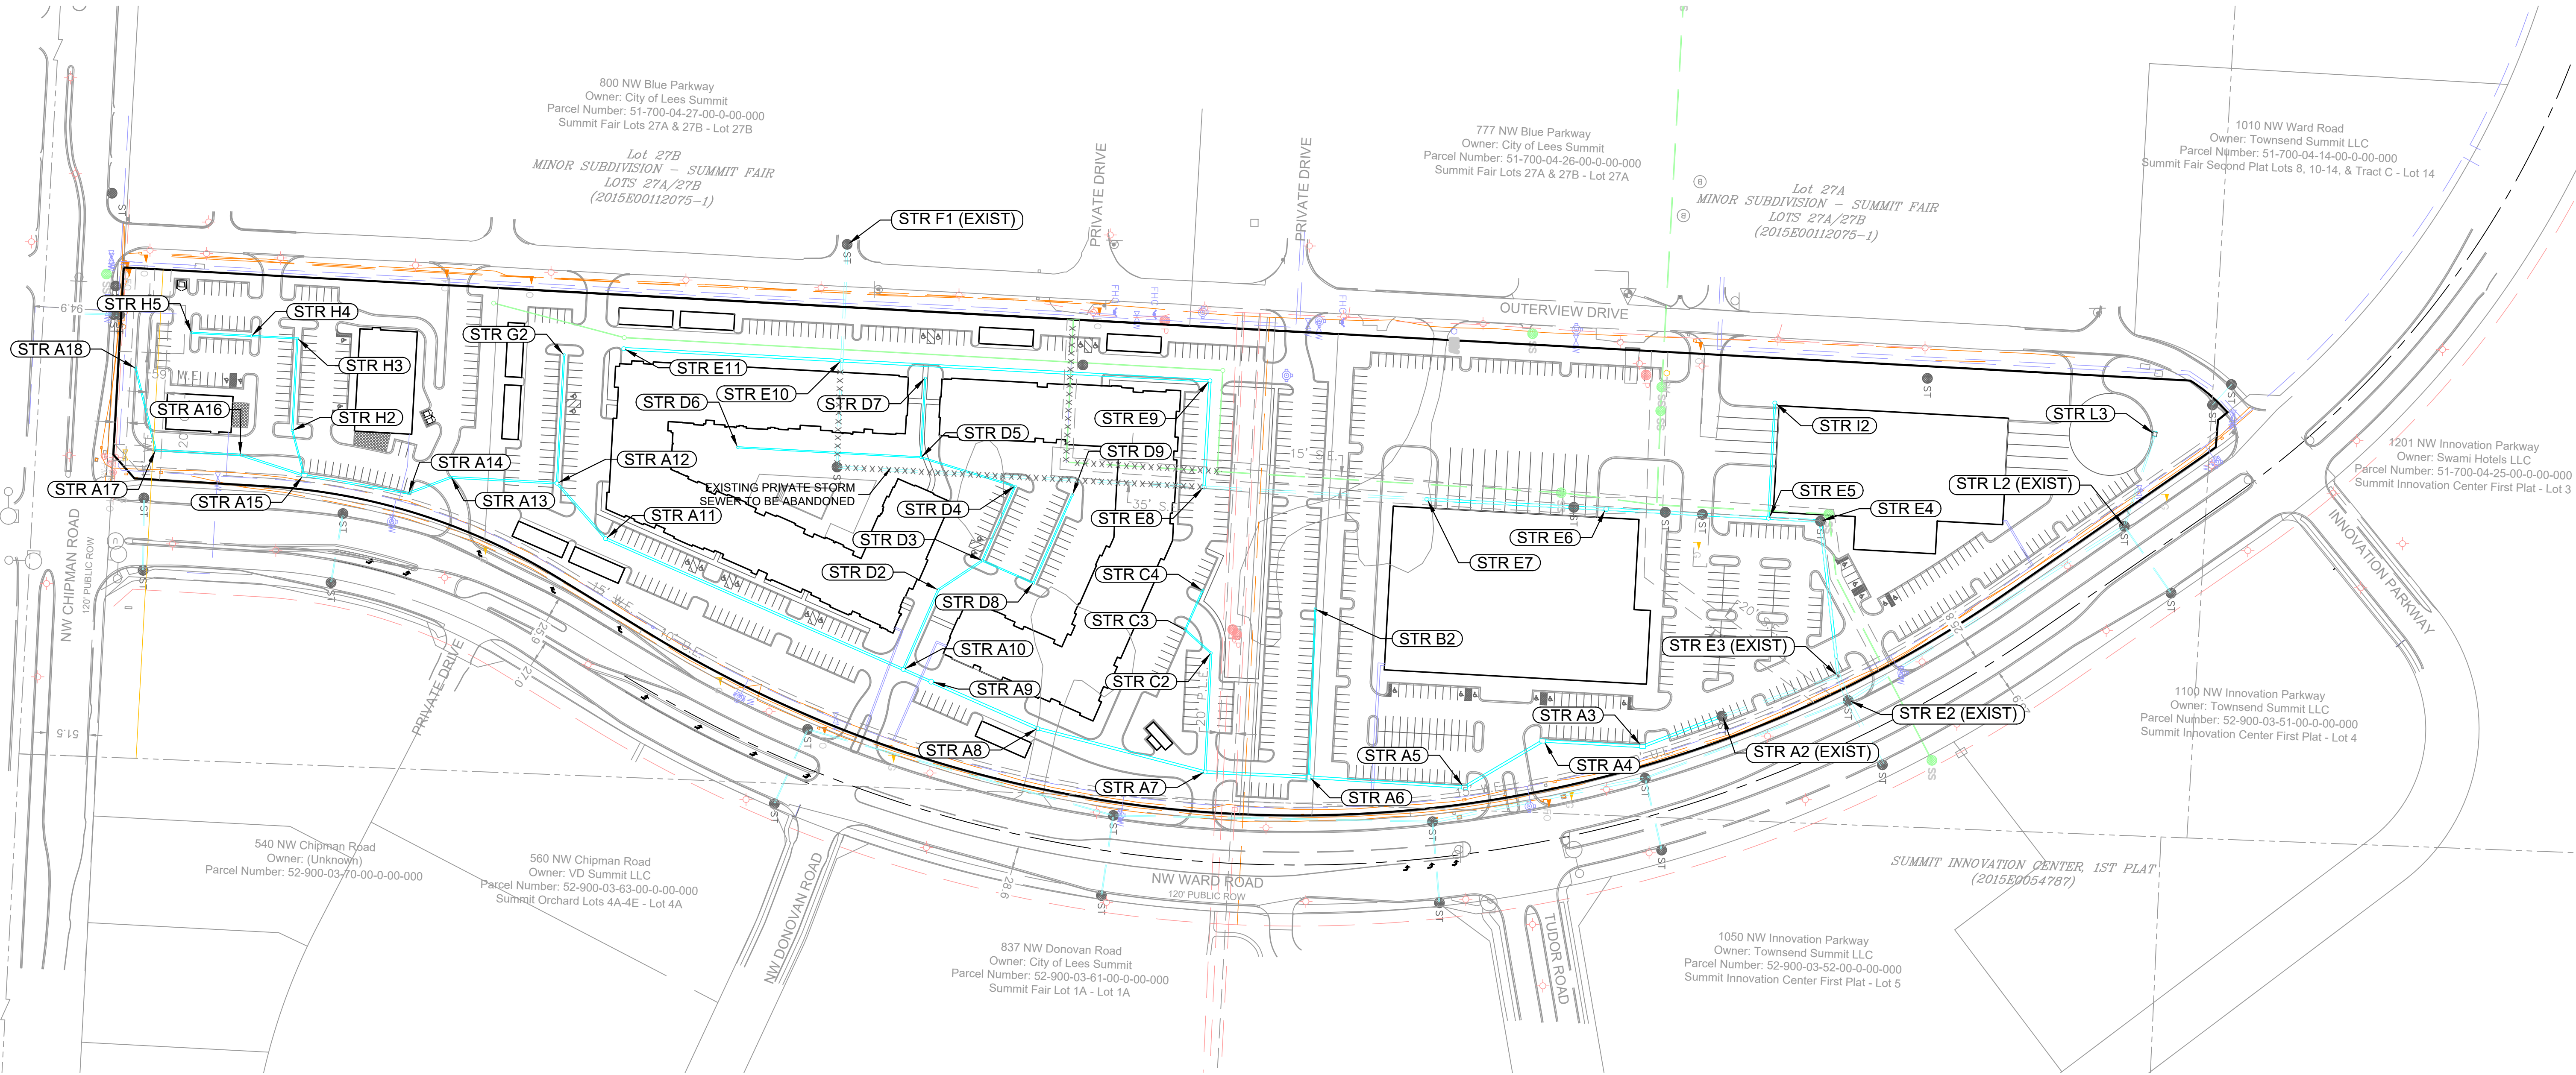 800 NW Blue Parkway
Owner: City of Lees Summit
Parcel Number: 51-700-04-27-00-0-00-000
Summit Fair Lots 27A & 27B - Lot 27B
Lot 27B
MINOR SUBDIVISION - SUMMIT FAIR
LOTS 27A/27B
(2015E00112075-1)
777 NW Blue Parkway
Owner: City of Lees Summit
Parcel Number: 51-700-04-26-00-0-00-000
Summit Fair Lots 27A & 27B - Lot 27A
Lot 27A
MINOR SUBDIVISION - SUMMIT FAIR
LOTS 27A/27B
(2015E00112075-1)
1010 NW Ward Road
Owner: Townsend Summit LLC
Parcel Number: 51-700-04-14-00-0-00-000
Summit Fair Second Plat Lots 8, 10-14, & Tract C - Lot 14
PRIVATE DRIVE
PRIVATE DRIVE
OUTERVIEW DRIVE
STR F1 (EXIST)
STR H5
STR H4
STR H3
STR H2
STR A18
STR A16
STR A17
STR A15
STR A14
STR A13
STR G2
STR A12
STR A11
STR E11
STR E10
STR D6
STR D7
STR D5
STR E9
STR D9
EXISTING PRIVATE STORM
SEWER TO BE ABANDONED
STR D4
STR D3
STR D2
STR D8
STR E8
STR C4
STR C3
STR C2
STR B2
STR A10
STR A9
STR A8
STR A7
STR A6
STR A5
STR A4
STR A3
STR A2 (EXIST)
STR E2 (EXIST)
STR E3 (EXIST)
STR E4
STR E5
STR E6
STR E7
STR I2
STR L3
STR L2 (EXIST)
94.9
51.5
25.9
27.0
28.6
25.8
15' S.E.
35' S.E.
15' W.E.
10' U.E.
NW CHIPMAN ROAD
120' PUBLIC ROW
PRIVATE DRIVE
NW DONOVAN ROAD
NW WARD ROAD
120' PUBLIC ROW
TUDOR ROAD
INNOVATION PARKWAY
1201 NW Innovation Parkway
Owner: Swami Hotels LLC
Parcel Number: 51-700-04-25-00-0-00-000
Summit Innovation Center First Plat - Lot 3
1100 NW Innovation Parkway
Owner: Townsend Summit LLC
Parcel Number: 52-900-03-51-00-0-00-000
Summit Innovation Center First Plat - Lot 4
540 NW Chipman Road
Owner: (Unknown)
Parcel Number: 52-900-03-70-00-0-00-000
560 NW Chipman Road
Owner: VD Summit LLC
Parcel Number: 52-900-03-63-00-0-00-000
Summit Orchard Lots 4A-4E - Lot 4A
837 NW Donovan Road
Owner: City of Lees Summit
Parcel Number: 52-900-03-61-00-0-00-000
Summit Fair Lot 1A - Lot 1A
1050 NW Innovation Parkway
Owner: Townsend Summit LLC
Parcel Number: 52-900-03-52-00-0-00-000
Summit Innovation Center First Plat - Lot 5
SUMMIT INNOVATION CENTER, 1ST PLAT
(2015E0054787)